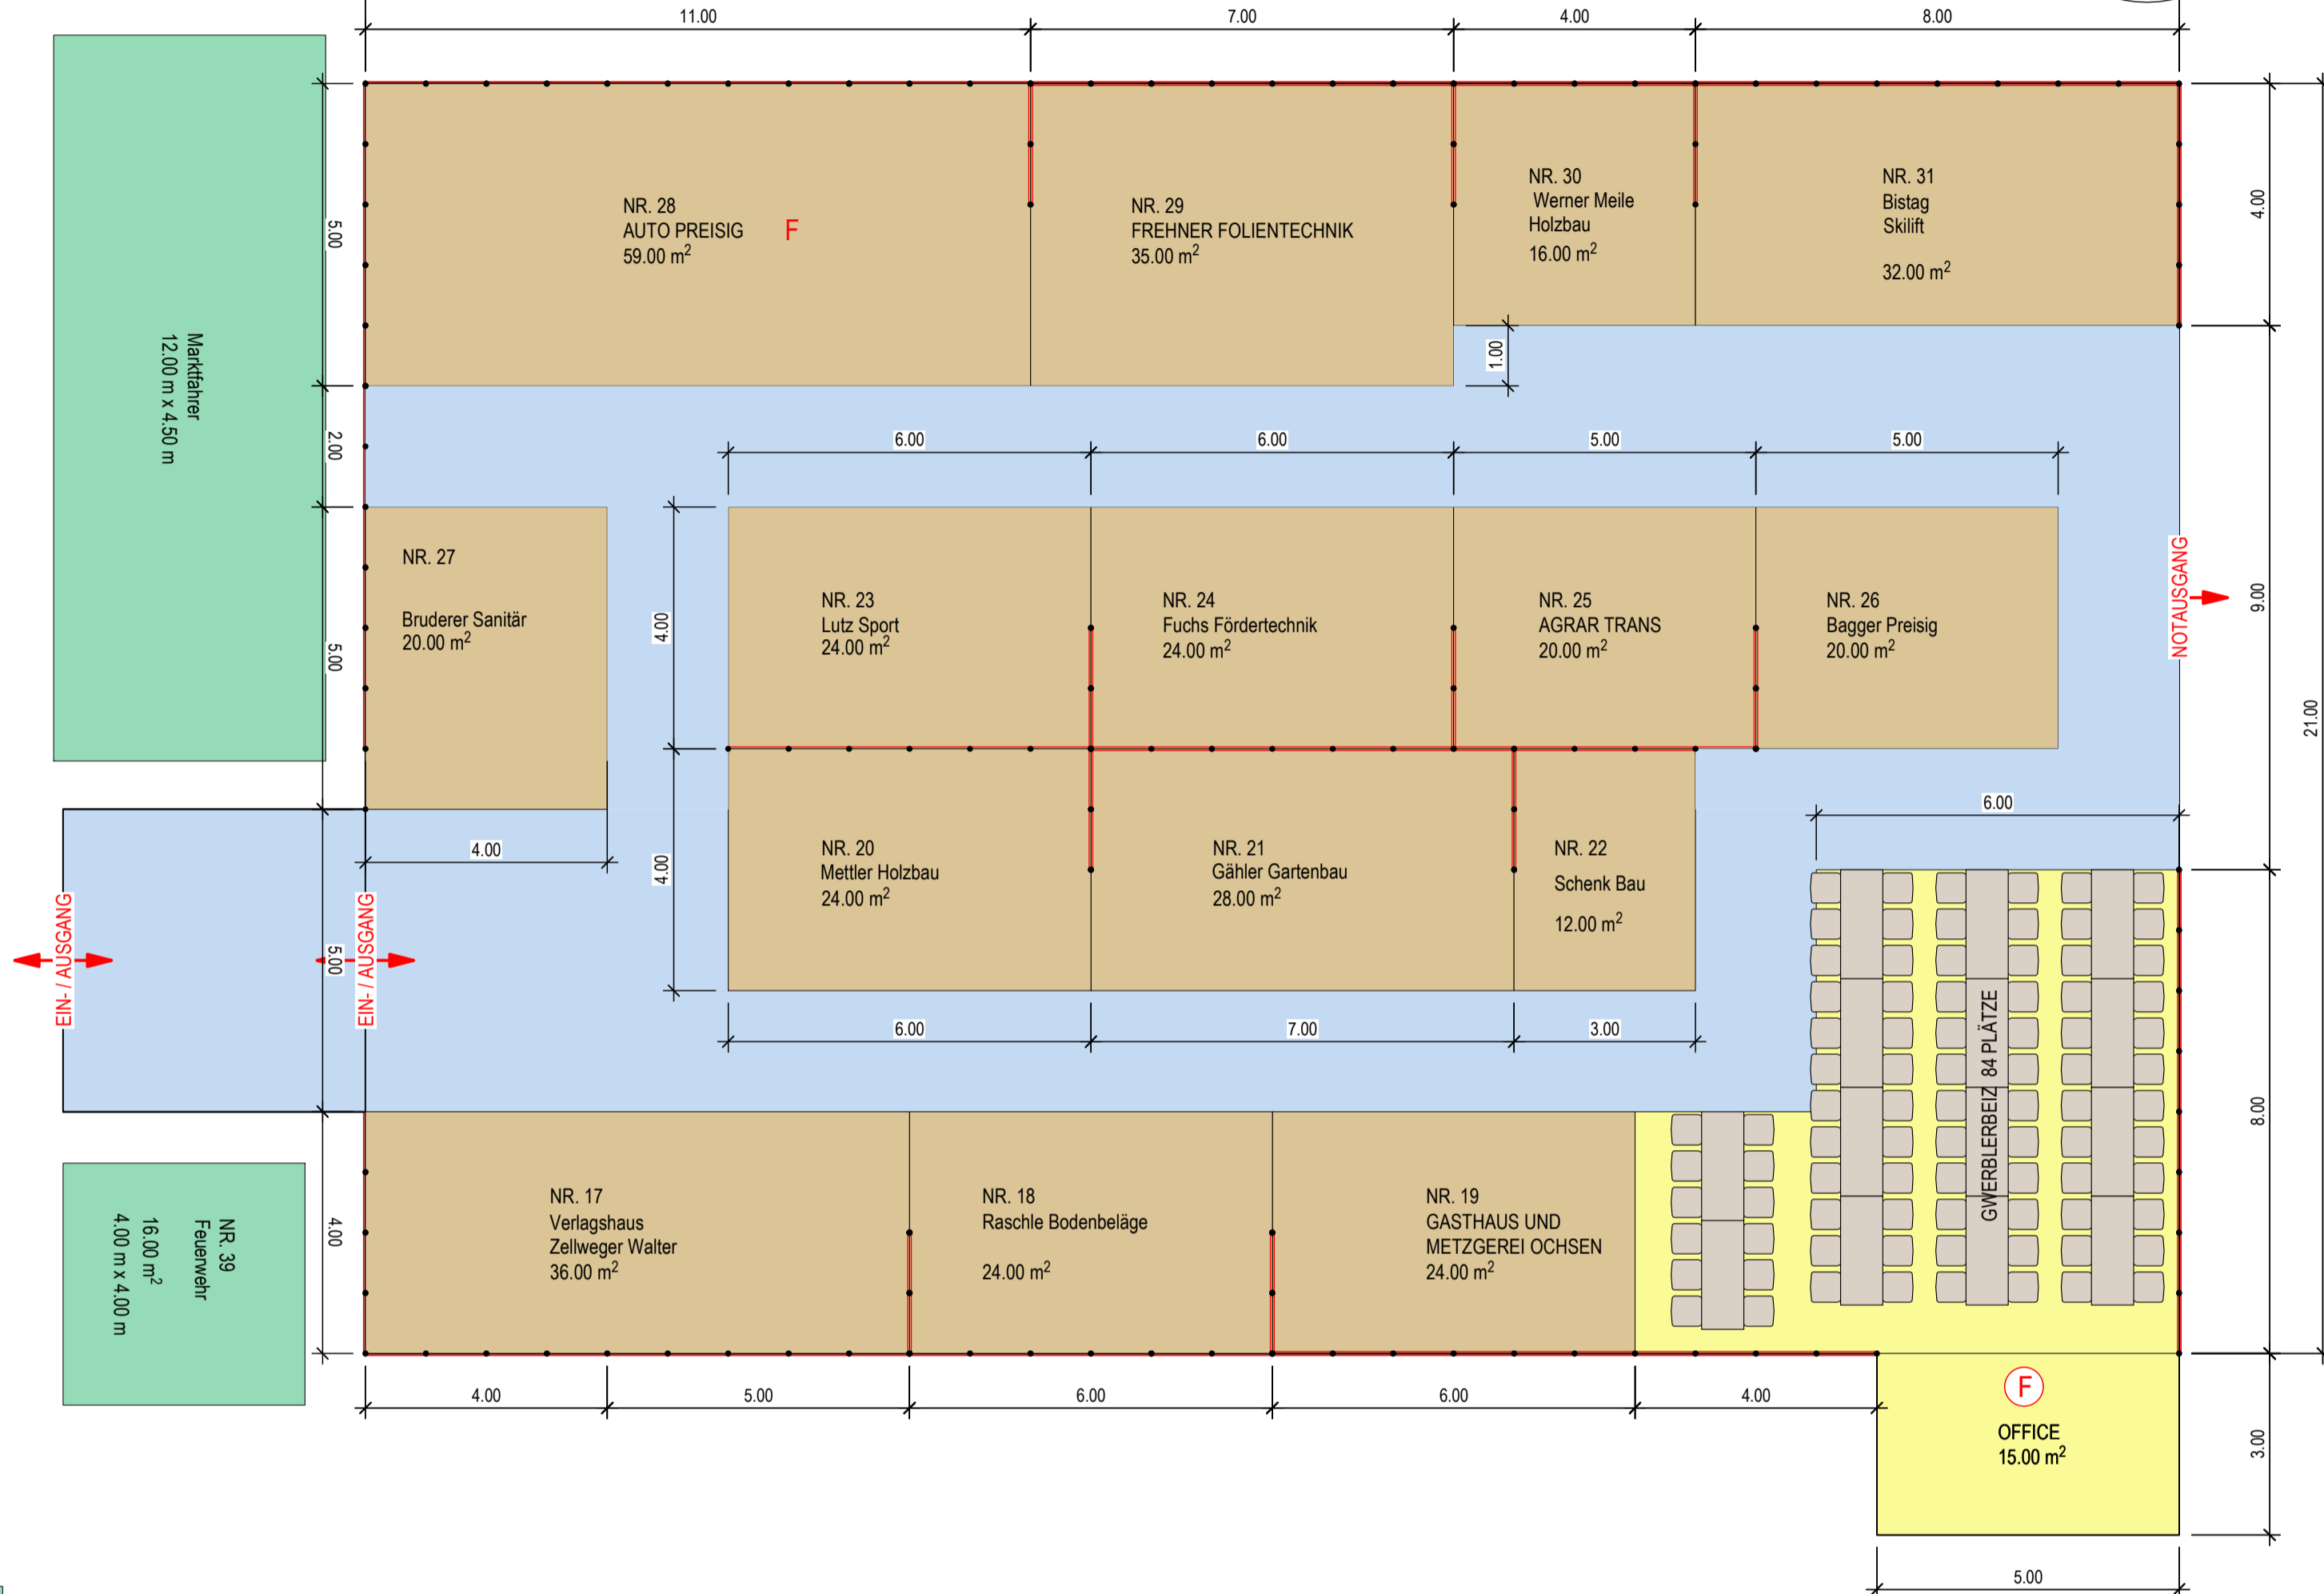 11.00
7.00
4.00
8.00
NR. 28
AUTO PREISIG
F
59.00 m²
NR. 29
FREHNER FOLIENTECHNIK
35.00 m²
NR. 30
Werner Meile
Holzbau
16.00 m²
NR. 31
Bistag
Skilift
32.00 m²
5.00
4.00
1.00
Marktfahrer
12.00 m x 4.50 m
2.00
6.00
6.00
5.00
5.00
NR. 27
Bruderer Sanitär
20.00 m²
5.00
4.00
NR. 23
Lutz Sport
24.00 m²
NR. 24
Fuchs Fördertechnik
24.00 m²
NR. 25
AGRAR TRANS
20.00 m²
NR. 26
Bagger Preisig
20.00 m²
NOTAUSGANG
9.00
21.00
6.00
4.00
4.00
NR. 20
Mettler Holzbau
24.00 m²
NR. 21
Gähler Gartenbau
28.00 m²
NR. 22
Schenk Bau
12.00 m²
EIN- / AUSGANG
EIN- / AUSGANG
5.00
6.00
7.00
3.00
GWERBLERBEIZ 84 PLÄTZE
8.00
NR. 39
Feuerwehr
16.00 m²
4.00 m x 4.00 m
4.00
NR. 17
Verlagshaus
Zellweger Walter
36.00 m²
NR. 18
Raschle Bodenbeläge
24.00 m²
NR. 19
GASTHAUS UND
METZGEREI OCHSEN
24.00 m²
4.00
5.00
6.00
6.00
4.00
F
OFFICE
15.00 m²
3.00
5.00